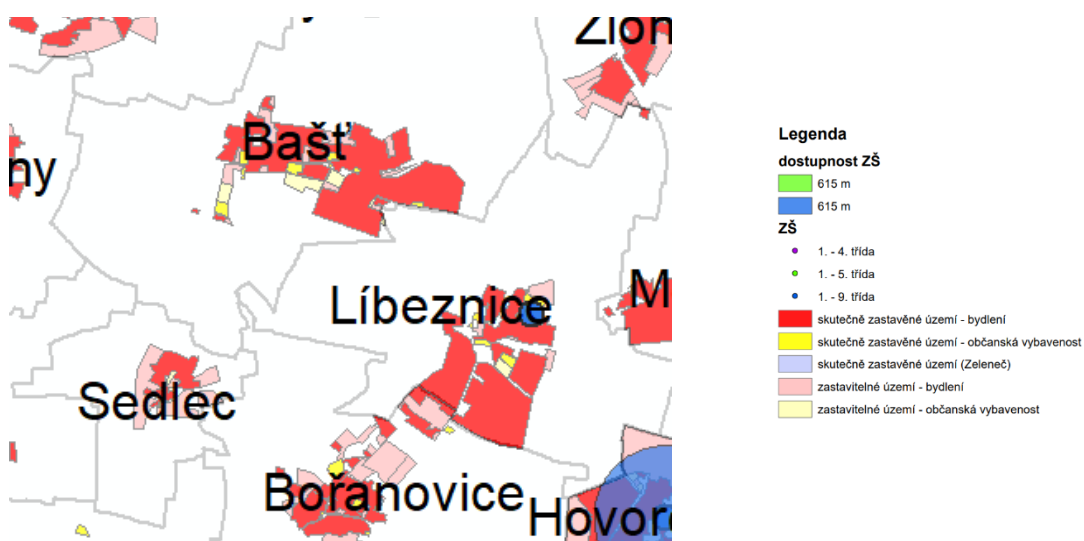 Zlon
Bašť
ny
Líbeznice
M
Sedlec
Bořanovice
Hovorc
Legenda
dostupnost ZŠ
615 m
615 m
ZŠ
1. - 4. třída
1. - 5. třída
1. - 9. třída
skutečně zastavěné území - bydlení
skutečně zastavěné území - občanská vybavenost
skutečně zastavěné území (Zeleneč)
zastavitelné území - bydlení
zastavitelné území - občanská vybavenost